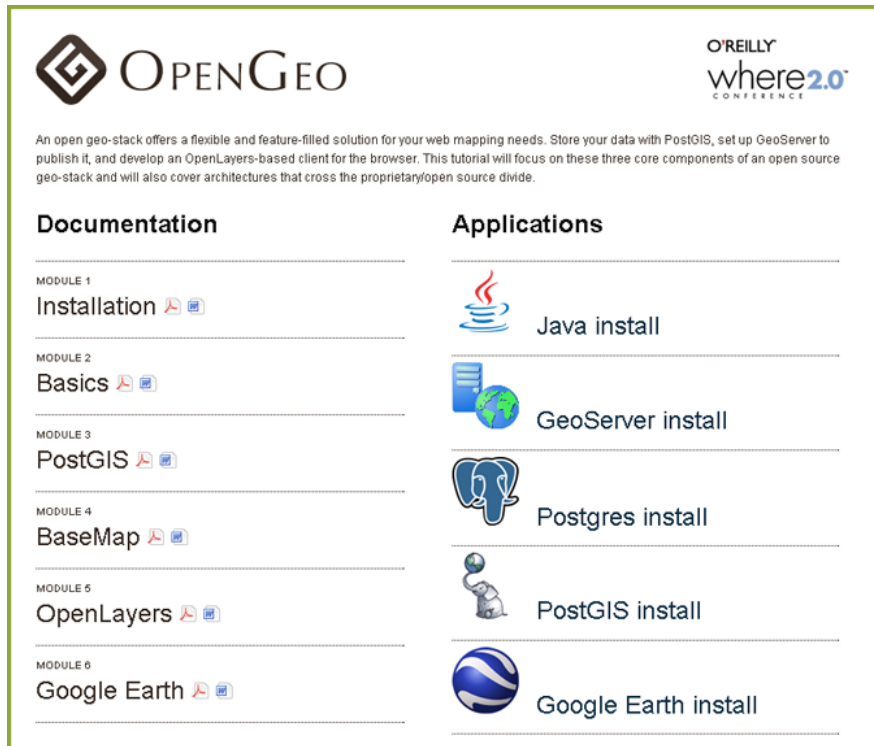 OPENGEO
O'REILLY
where2.0
CONFERENCE
An open geo-stack offers a flexible and feature-filled solution for your web mapping needs. Store your data with PostGIS, set up GeoServer to
publish it, and develop an OpenLayers-based client for the browser. This tutorial will focus on these three core components of an open source
geo-stack and will also cover architectures that cross the proprietary/open source divide.
Documentation
MODULE 1
Installation
MODULE 2
Basics
MODULE 3
PostGIS
MODULE 4
BaseMap
MODULE 5
OpenLayers
MODULE 6
Google Earth
Applications
Java install
GeoServer install
Postgres install
PostGIS install
Google Earth install